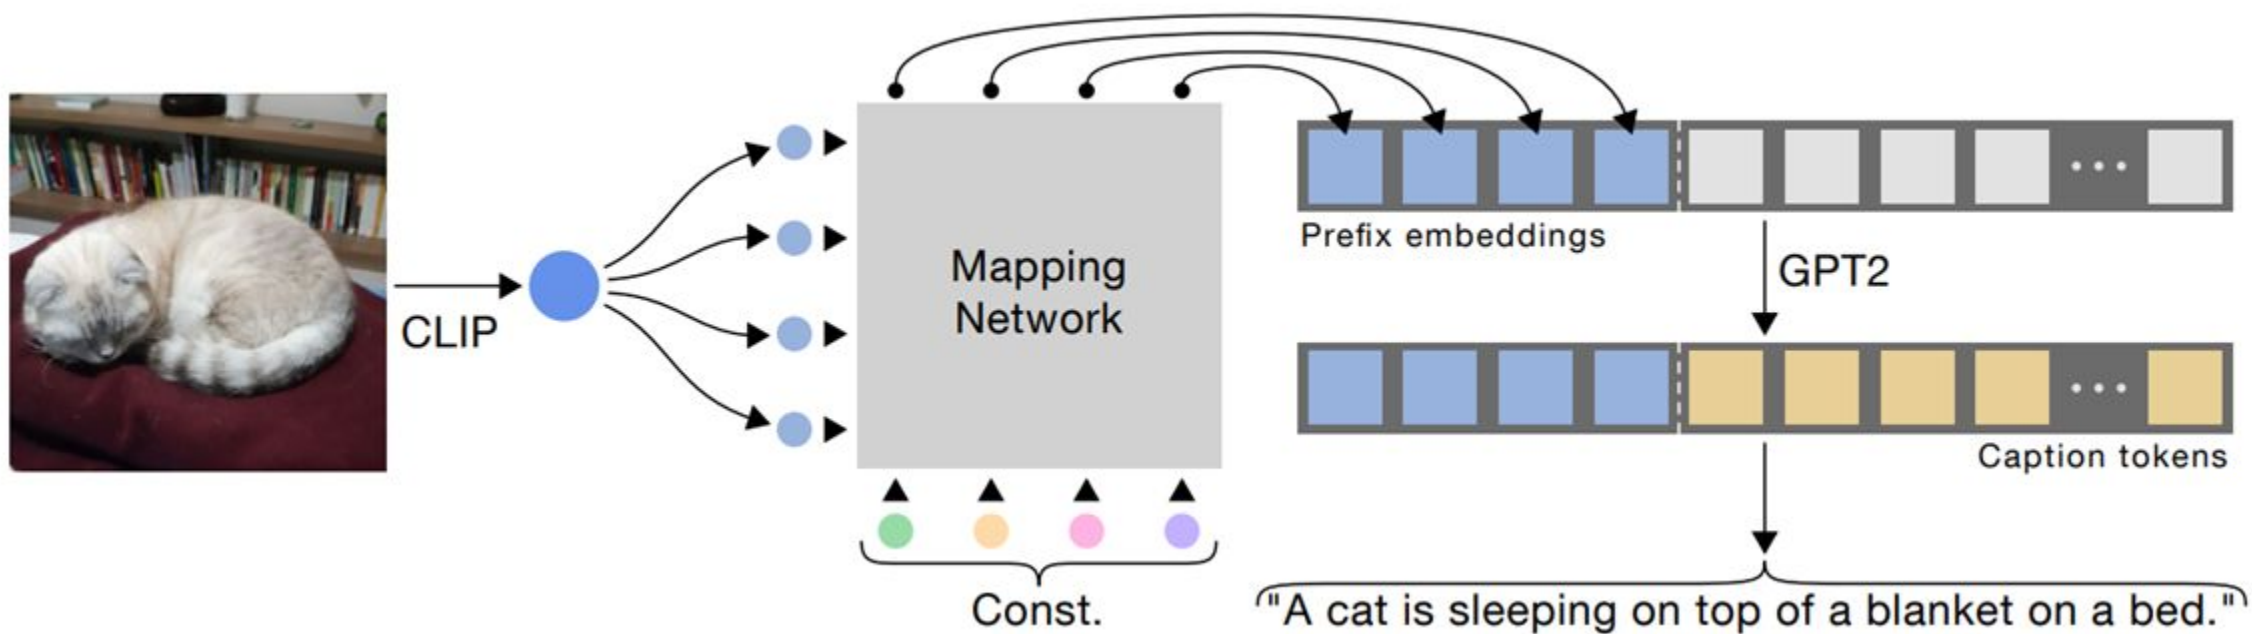 CLIP
Mapping
Network
Const.
Prefix embeddings
GPT2
Caption tokens
"A cat is sleeping on top of a blanket on a bed."